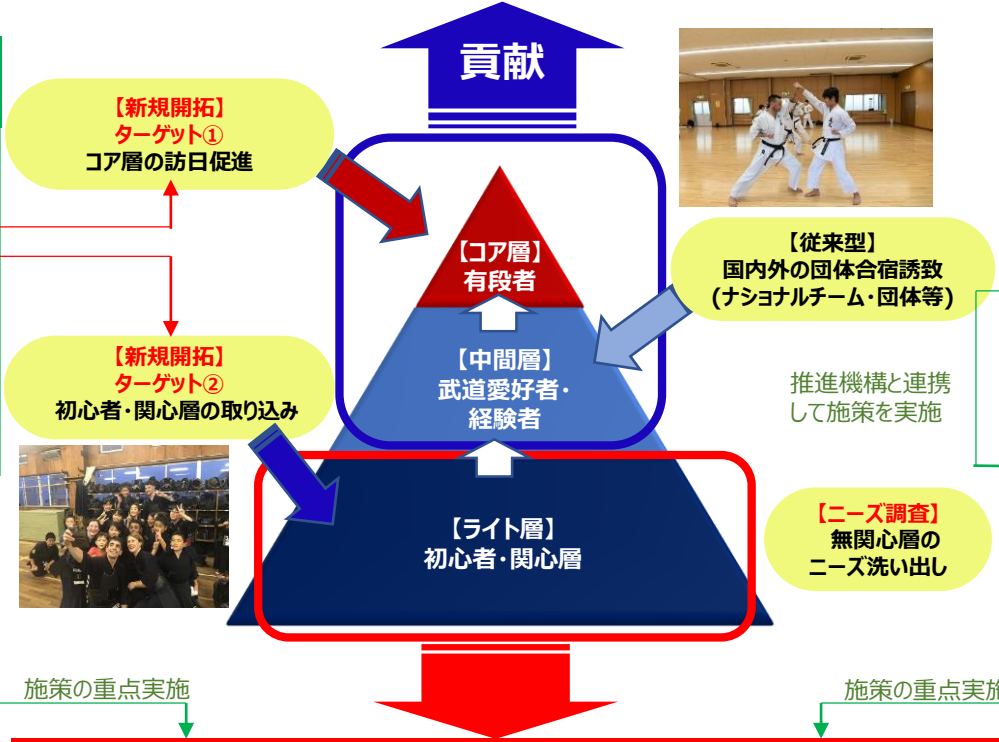 貢献
【新規開拓】
ターゲット①
コア層の訪日促進
【コア層】
有段者
【従来型】
国内外の団体合宿誘致
(ナショナルチーム・団体等)
【新規開拓】
ターゲット②
初心者・関心層の取り込み
【中間層】
武道愛好者・
経験者
推進機構と連携
して施策を実施
【ライト層】
初心者・関心層
【ニーズ調査】
無関心層の
ニーズ洗い出し
施策の重点実施
施策の重点実施